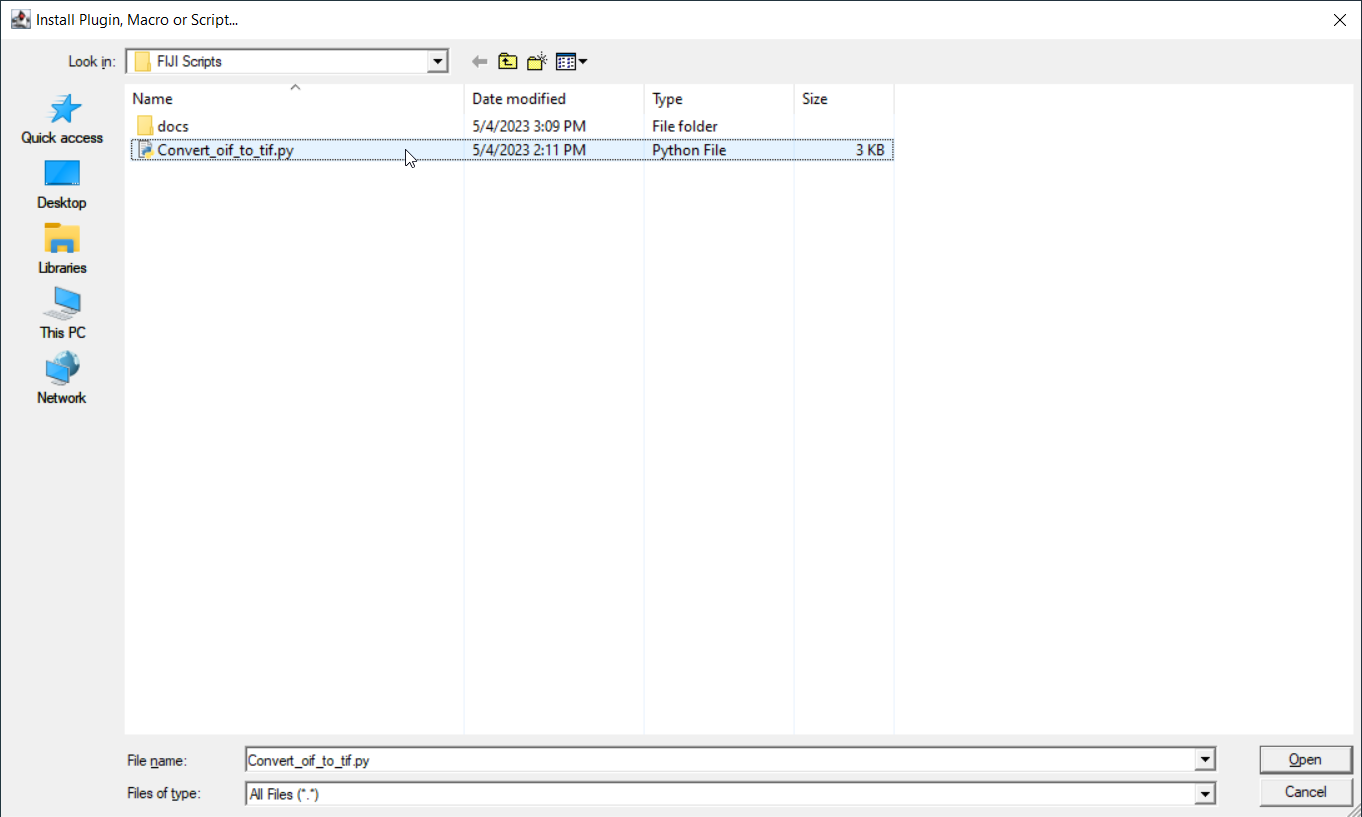 Install Plugin, Macro or Script...
Look in: FIJI Scripts
Name Date modified Type Size
docs 5/4/2023 3:09 PM File folder
Convert_oif_to_tif.py 5/4/2023 2:11 PM Python File 3 KB
Quick access
Desktop
Libraries
This PC
Network
File name: Convert_oif_to_tif.py Open
Files of type: All Files (*.*) Cancel